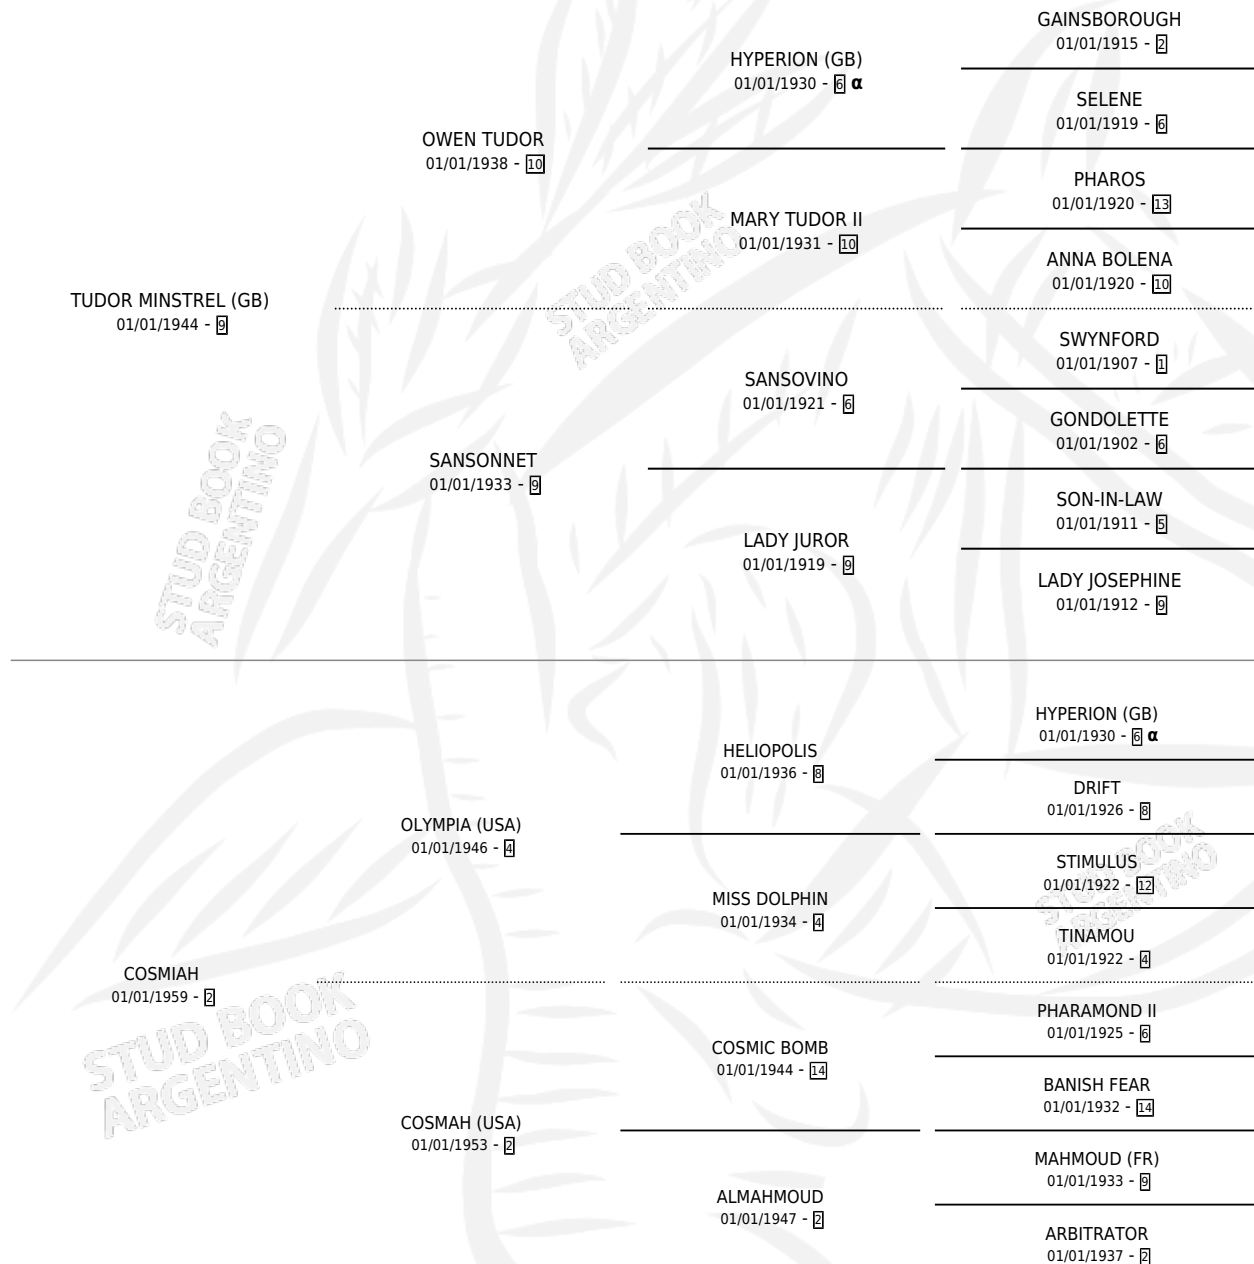 TUDOR MINSTREL (GB)
01/01/1944 - 9
OWEN TUDOR
01/01/1938 - 10
HYPERION (GB)
01/01/1930 - 6 α
GAINSBOROUGH
01/01/1915 - 2
SELENE
01/01/1919 - 6
MARY TUDOR II
01/01/1931 - 10
PHAROS
01/01/1920 - 13
ANNA BOLENA
01/01/1920 - 10
SANSONNET
01/01/1933 - 9
SANSOVINO
01/01/1921 - 6
SWYNFORD
01/01/1907 - 1
GONDOLETTE
01/01/1902 - 6
LADY JUROR
01/01/1919 - 9
SON-IN-LAW
01/01/1911 - 5
LADY JOSEPHINE
01/01/1912 - 9
COSMIAH
01/01/1959 - 2
OLYMPIA (USA)
01/01/1946 - 4
HELIOPOLIS
01/01/1936 - 8
HYPERION (GB)
01/01/1930 - 6 α
DRIFT
01/01/1926 - 8
MISS DOLPHIN
01/01/1934 - 4
STIMULUS
01/01/1922 - 12
TINAMOU
01/01/1922 - 4
COSMAH (USA)
01/01/1953 - 2
COSMIC BOMB
01/01/1944 - 14
PHARAMOND II
01/01/1925 - 6
BANISH FEAR
01/01/1932 - 14
ALMAHMOUD
01/01/1947 - 2
MAHMOUD (FR)
01/01/1933 - 9
ARBITRATOR
01/01/1937 - 2
STUD BOOK
ARGENTINO
STUD BOOK
ARGENTINO
STUD BOOK
ARGENTINO
STUD BOOK
ARGENTINO